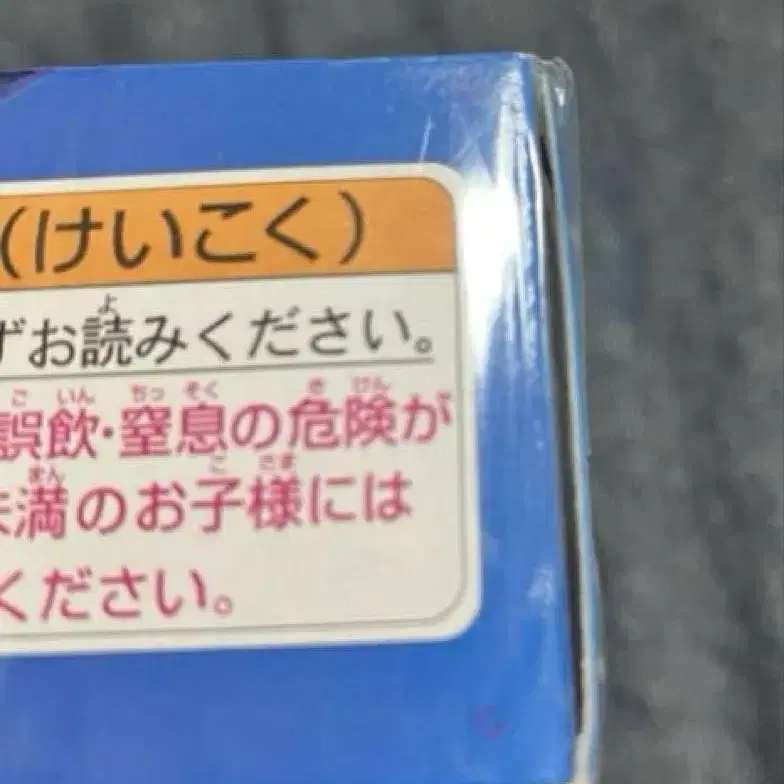 (けいこく)
ずお読みください。
誤飲・窒息の危険が
未満のお子様には
ください。